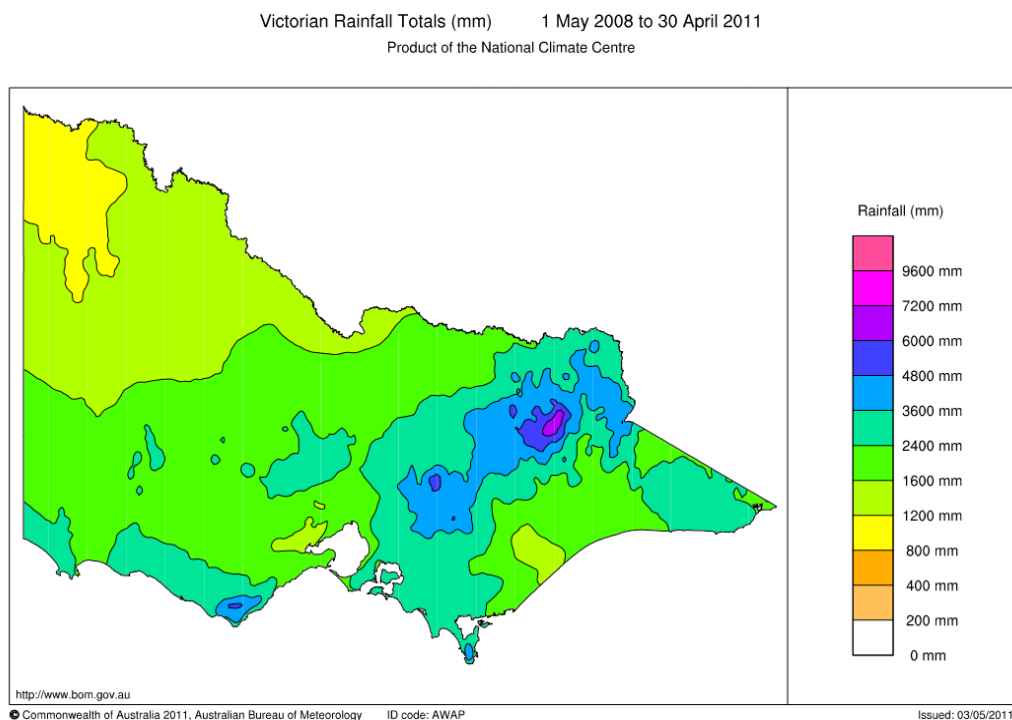 Victorian Rainfall Totals (mm) 1 May 2008 to 30 April 2011
Product of the National Climate Centre
Rainfall (mm)
9600 mm
7200 mm
6000 mm
4800 mm
3600 mm
2400 mm
1600 mm
1200 mm
800 mm
400 mm
200 mm
0 mm
http://www.bom.gov.au
© Commonwealth of Australia 2011, Australian Bureau of Meteorology ID code: AWAP Issued: 03/05/2011